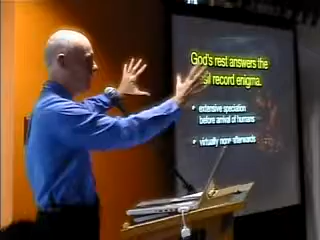 God's rest answers the
record enigma.
• extensive speciation
before arrival of humans
• virtually none afterwards